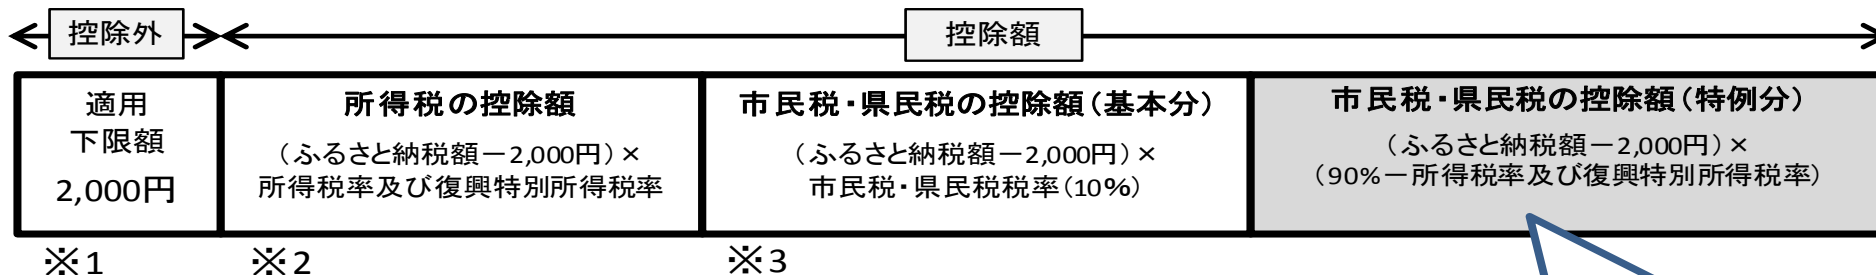 控除外
控除額
適用
下限額
2,000円
所得税の控除額
（ふるさと納税額－2,000円）×
所得税率及び復興特別所得税率
市民税・県民税の控除額（基本分）
（ふるさと納税額－2,000円）×
市民税・県民税税率（10％）
市民税・県民税の控除額（特例分）
（ふるさと納税額－2,000円）×
（90%－所得税率及び復興特別所得税率）
※1
※2
※3